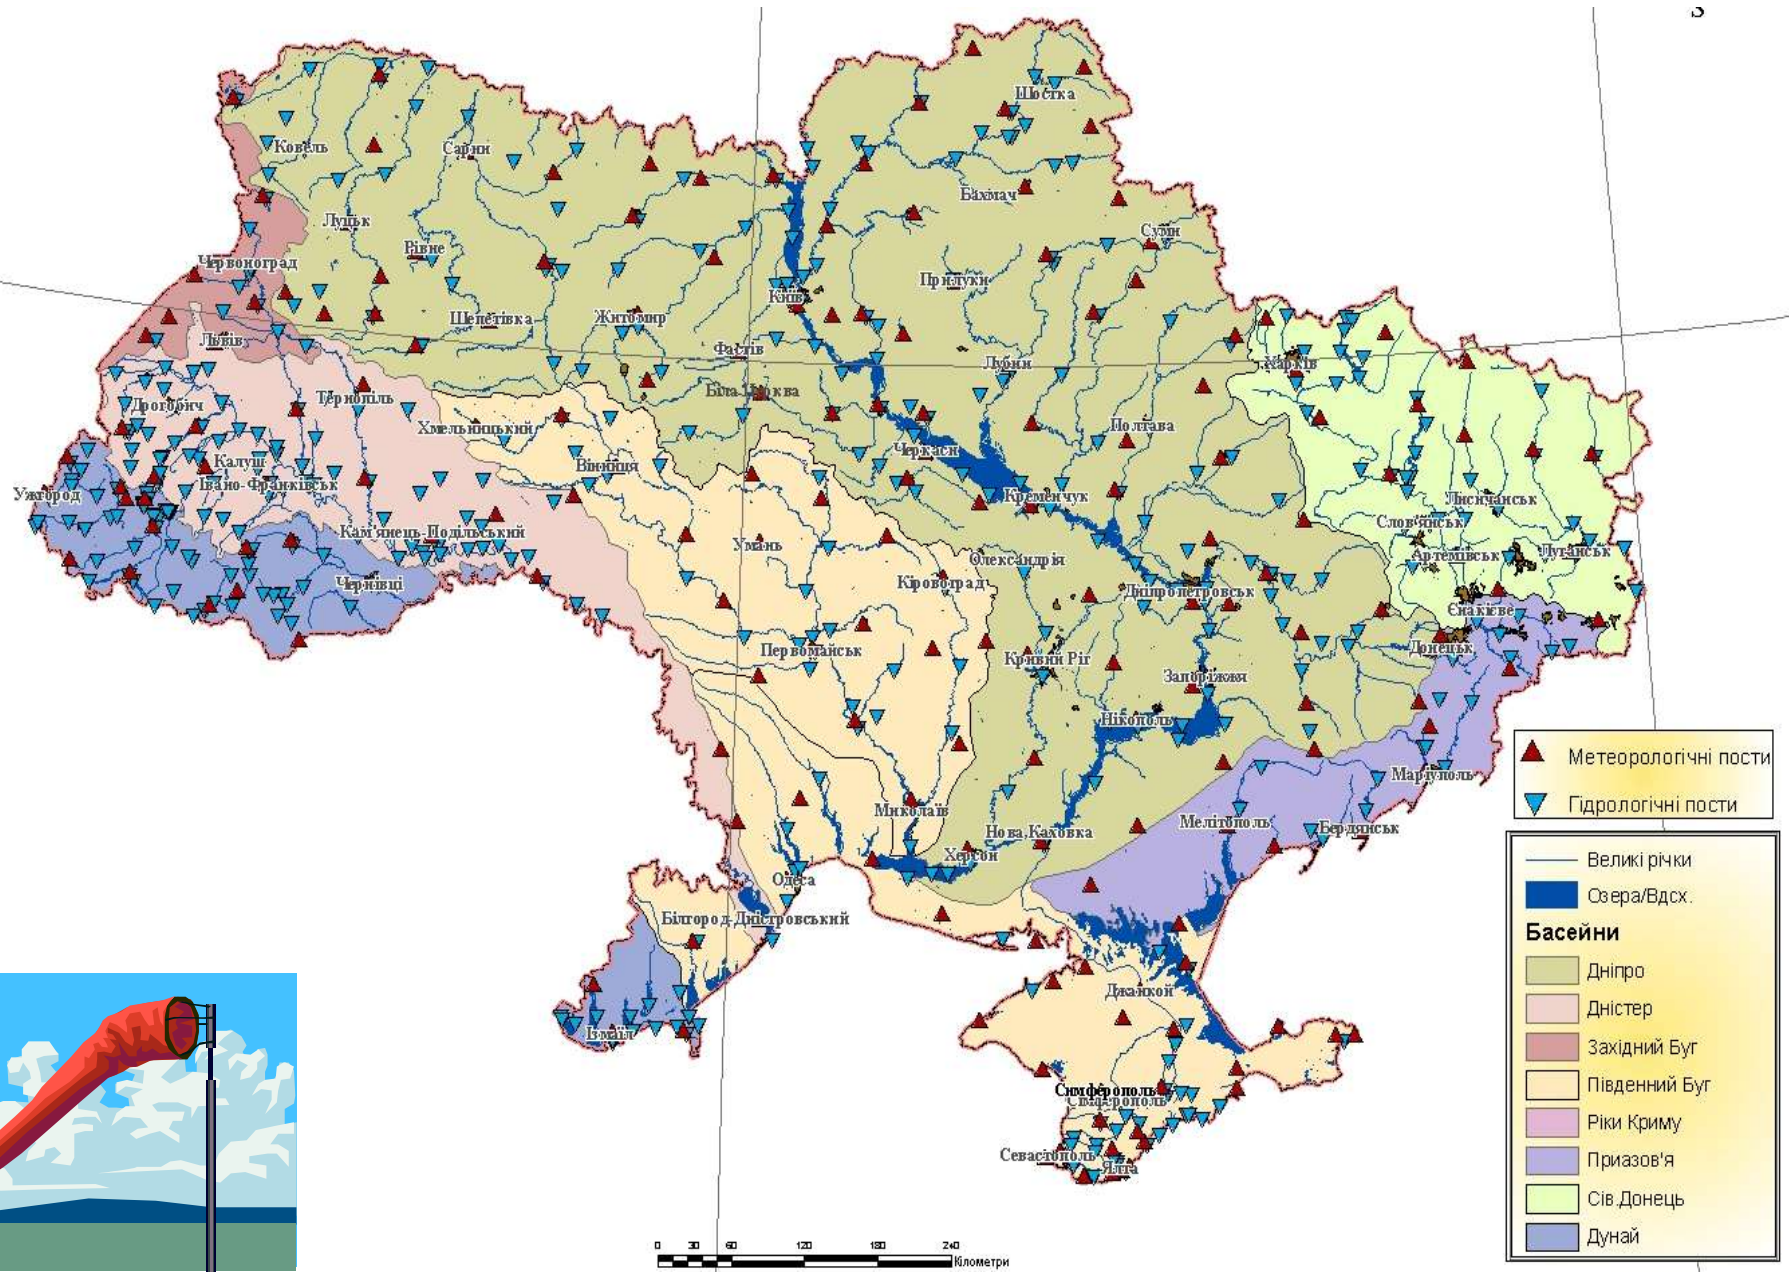 Шостка
Ковель
Сарни
Бахмач
Луцьк
Суми
Рівне
Червоноград
Прилуки
Київ
Шепетівка
Житомир
Львів
Фастів
Лубни
Харків
Біла Церква
Тернопіль
Дрогобич
Хмельницький
Полтава
Черкаси
Калуш
Вінниця
Івано-Франківськ
Ужгород
Кременчук
Лисичанськ
Слов'янськ
Кам'янець-Подільський
Умань
Артемівськ
Луганськ
Олександрія
Чернівці
Кіровоград
Дніпропетровськ
Єнакієве
Первомайськ
Донецьк
Кривий Ріг
Запоріжжя
Нікополь
Маріуполь
Миколаїв
Мелітополь
Бердянськ
Нова Каховка
Херсон
Одеса
Білгород-Дністровський
Джанкой
Ізмаїл
Симферополь
Сімферополь
Севастополь
Ялта
Метеорологічні пости
Гідрологічні пости
Великі річки
Озера/Вдсх.
Басейни
Дніпро
Дністер
Західний Буг
Південний Буг
Ріки Криму
Приазов'я
Сів.Донець
Дунай
0 30 60 120 180 240
Кілометри